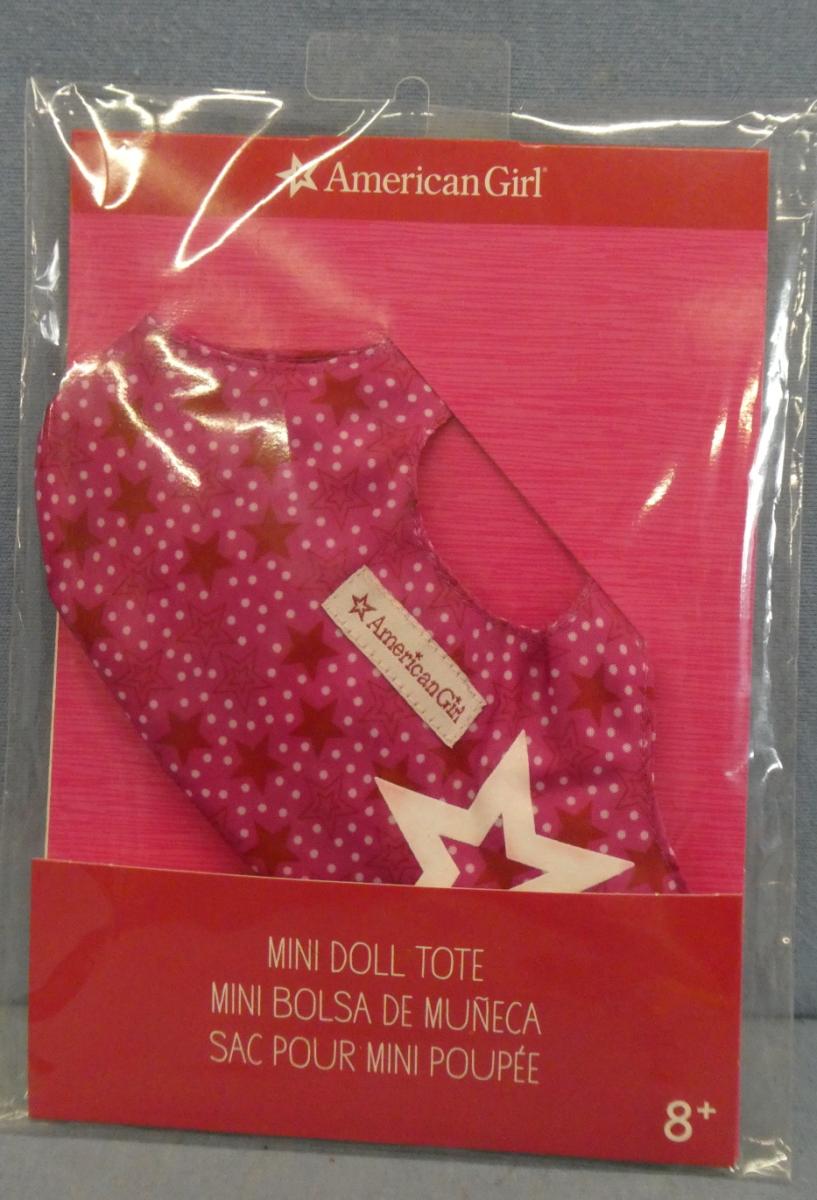 American Girl®
American Girl
MINI DOLL TOTE
MINI BOLSA DE MUÑECA
SAC POUR MINI POUPÉE
8+